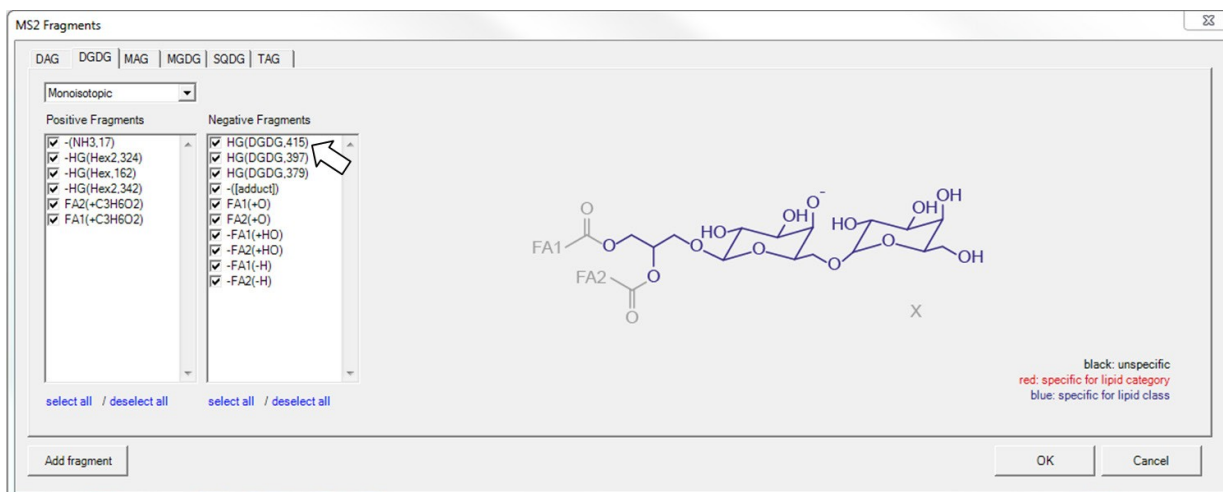 MS2 Fragments
DAG DGDG MAG MGDG SQDG TAG
Monoisotopic
Positive Fragments
-(NH3,17)
-HG(Hex2,324)
-HG(Hex,162)
-HG(Hex2,342)
FA2(+C3H6O2)
FA1(+C3H6O2)
select all / deselect all
Negative Fragments
HG(DGDG,415)
HG(DGDG,397)
HG(DGDG,379)
-([adduct])
FA1(+O)
FA2(+O)
-FA1(+HO)
-FA2(+HO)
-FA1(-H)
-FA2(-H)
select all / deselect all
O
FA1
O
FA2
O
O
O
HO
OH
O-
O
O
HO
OH
OH
O
OH
X
black: unspecific
red: specific for lipid category
blue: specific for lipid class
Add fragment
OK
Cancel